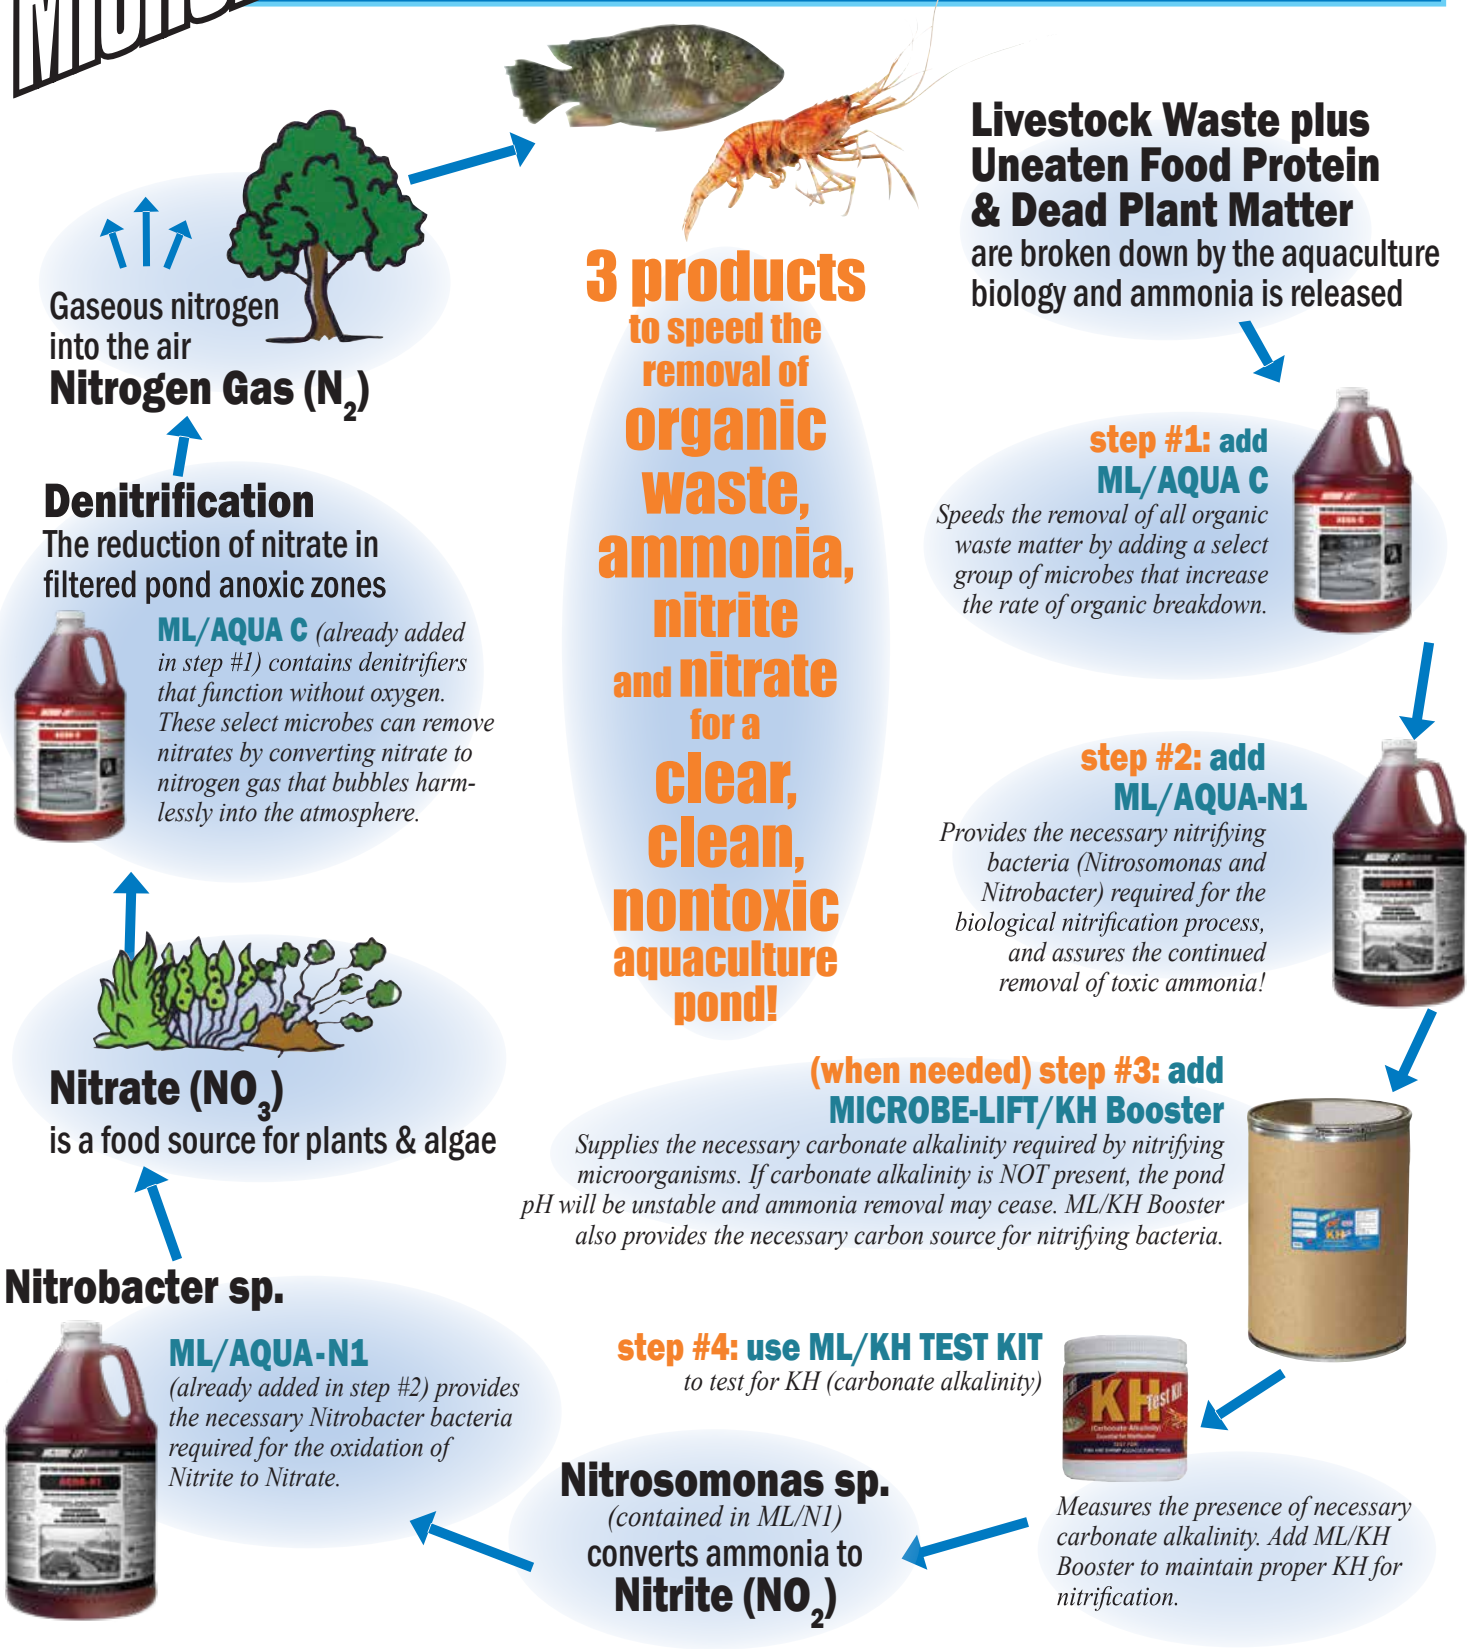 Livestock Waste plus
Uneaten Food Protein
& Dead Plant Matter
are broken down by the aquaculture
biology and ammonia is released
step #1: add
ML/AQUA C
Speeds the removal of all organic
waste matter by adding a select
group of microbes that increase
the rate of organic breakdown.
step #2: add
ML/AQUA-N1
Provides the necessary nitrifying
bacteria (Nitrosomonas and
Nitrobacter) required for the
biological nitrification process,
and assures the continued
removal of toxic ammonia!
(when needed) step #3: add
MICROBE-LIFT/KH Booster
Supplies the necessary carbonate alkalinity required by nitrifying
microorganisms. If carbonate alkalinity is NOT present, the pond
pH will be unstable and ammonia removal may cease. ML/KH Booster
also provides the necessary carbon source for nitrifying bacteria.
KH
step #4: use ML/KH TEST KIT
to test for KH (carbonate alkalinity)
KH Test Kit
(Carbonate Alkalinity)
Measures the presence of necessary
carbonate alkalinity. Add ML/KH
Booster to maintain proper KH for
nitrification.
Nitrosomonas sp.
(contained in ML/N1)
converts ammonia to
Nitrite (NO2)
Nitrobacter sp.
ML/AQUA-N1
(already added in step #2) provides
the necessary Nitrobacter bacteria
required for the oxidation of
Nitrite to Nitrate.
Nitrate (NO3)
is a food source for plants & algae
Denitrification
The reduction of nitrate in
filtered pond anoxic zones
ML/AQUA C (already added
in step #1) contains denitrifiers
that function without oxygen.
These select microbes can remove
nitrates by converting nitrate to
nitrogen gas that bubbles harm-
lessly into the atmosphere.
Gaseous nitrogen
into the air
Nitrogen Gas (N2)
3 products
to speed the
removal of
organic
waste,
ammonia,
nitrite
and nitrate
for a
clear,
clean,
nontoxic
aquaculture
pond!